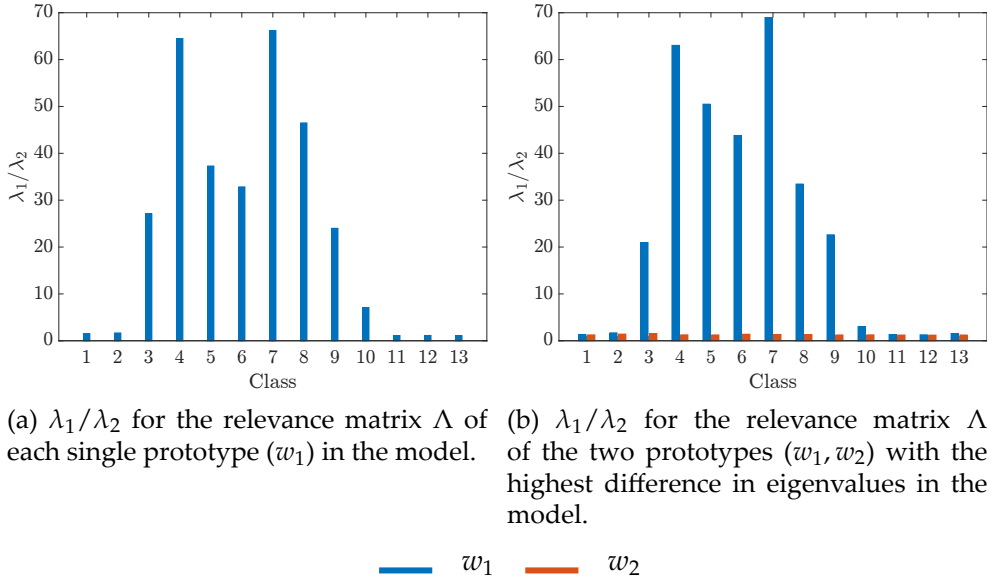 70
60
50
40
30
20
10
0
λ₁/λ₂
1 2 3 4 5 6 7 8 9 10 11 12 13
Class
70
60
50
40
30
20
10
0
λ₁/λ₂
1 2 3 4 5 6 7 8 9 10 11 12 13
Class
(a) λ₁/λ₂ for the relevance matrix Λ of
each single prototype (w₁) in the model.
(b) λ₁/λ₂ for the relevance matrix Λ
of the two prototypes (w₁, w₂) with the
highest difference in eigenvalues in the
model.
w₁ w₂